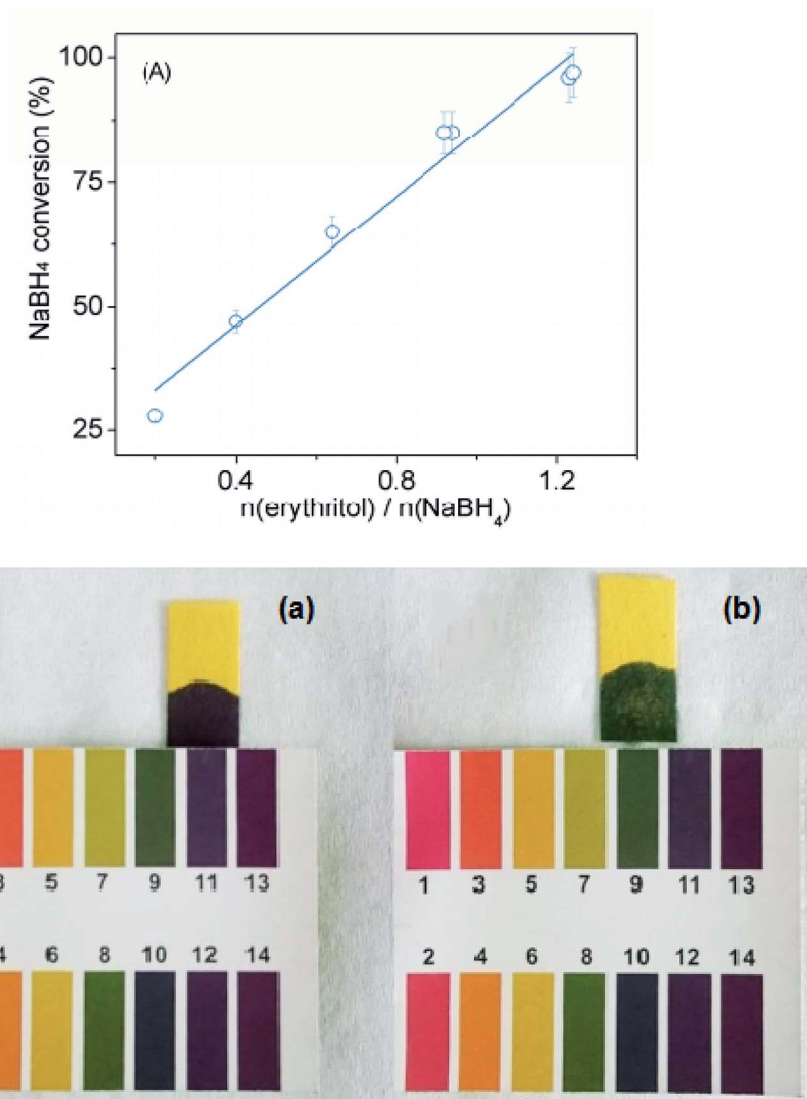 (A)
NaBH₄ conversion (%)
100
75
50
25
0.4 0.8 1.2
n(erythritol) / n(NaBH₄)
(a)
5 7 9 11 13
6 8 10 12 14
(b)
1 3 5 7 9 11 13
2 4 6 8 10 12 14